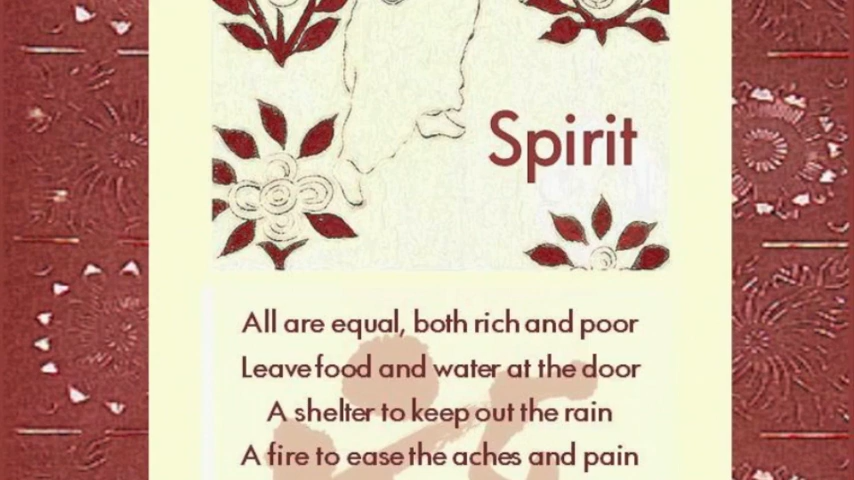 Spirit
All are equal, both rich and poor
Leave food and water at the door
A shelter to keep out the rain
A fire to ease the aches and pain